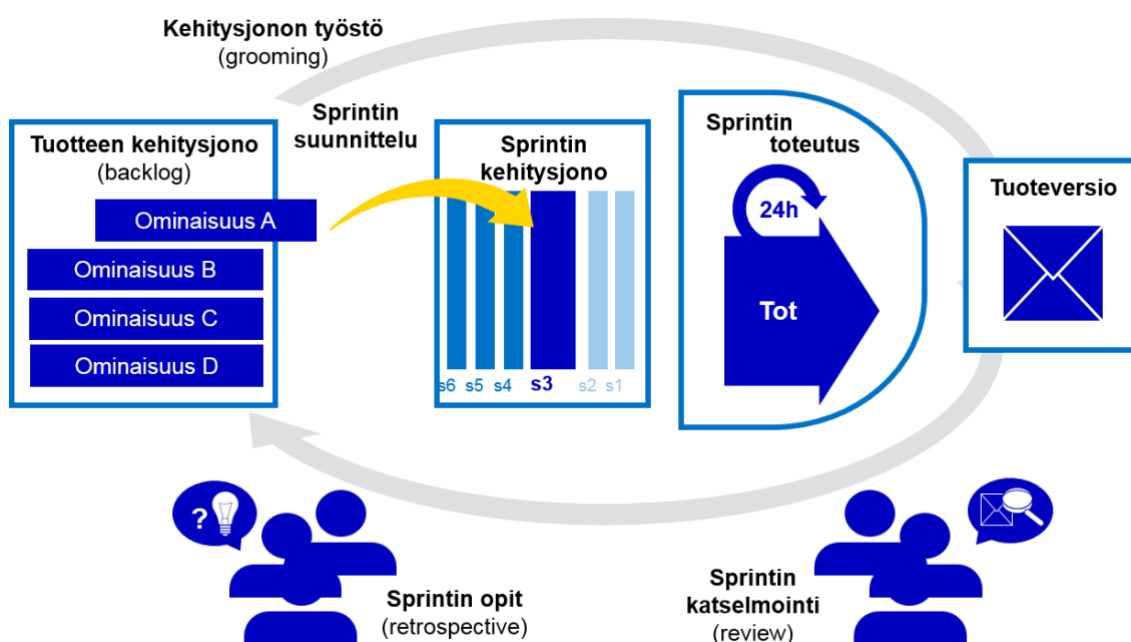 Kehitysjonon työstö
(grooming)
Sprintin
suunnittelu
Tuotteen kehitysjono
(backlog)
Ominaisuus A
Ominaisuus B
Ominaisuus C
Ominaisuus D
Sprintin
kehitysjono
s6 s5 s4 s3 s2 s1
Sprintin
toteutus
24h
Tot
Tuoteversio
?
Sprintin opit
(retrospective)
Sprintin
katselmointi
(review)